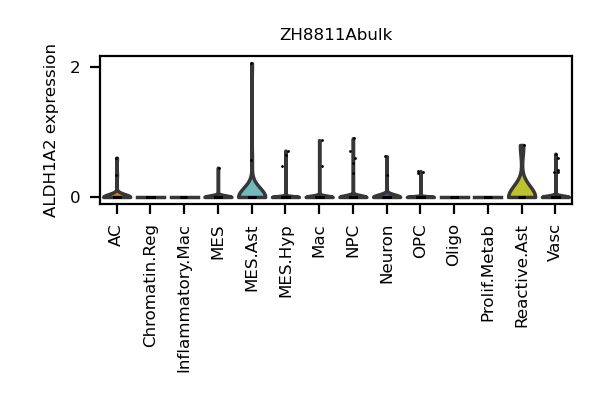 ZH8811Abulk
ALDH1A2 expression
2
0
AC
Chromatin.Reg
Inflammatory.Mac
MES
MES.Ast
MES.Hyp
Mac
NPC
Neuron
OPC
Oligo
Prolif.Metab
Reactive.Ast
Vasc